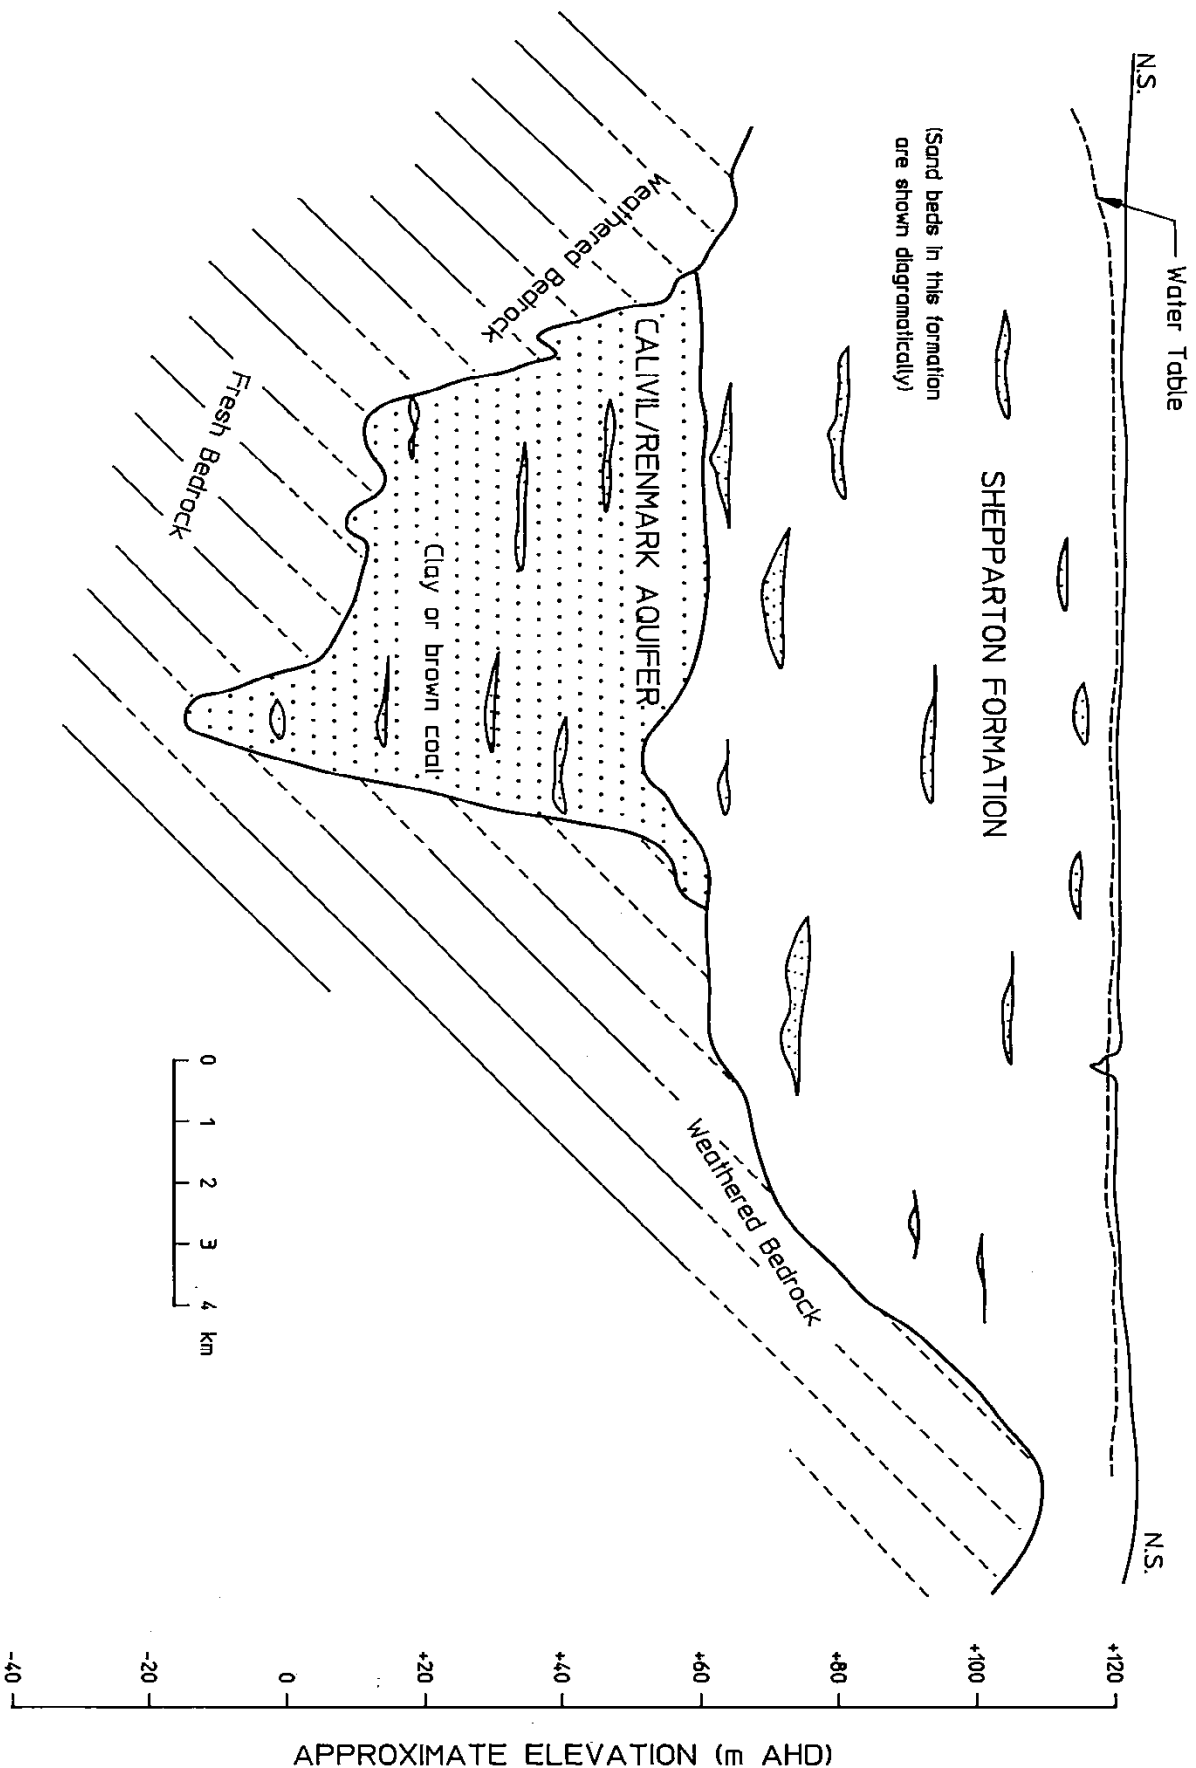 N.S.
Water Table
N.S.
(Sand beds in this formation
are shown diagramatically)
SHEPPARTON FORMATION
CALIVIL/RENMARK AQUIFER
Clay or brown coal
Weathered Bedrock
Fresh Bedrock
Weathered Bedrock
0 1 2 3 4 km
+120
+100
+80
+60
+40
+20
0
-20
-40
APPROXIMATE ELEVATION (m AHD)